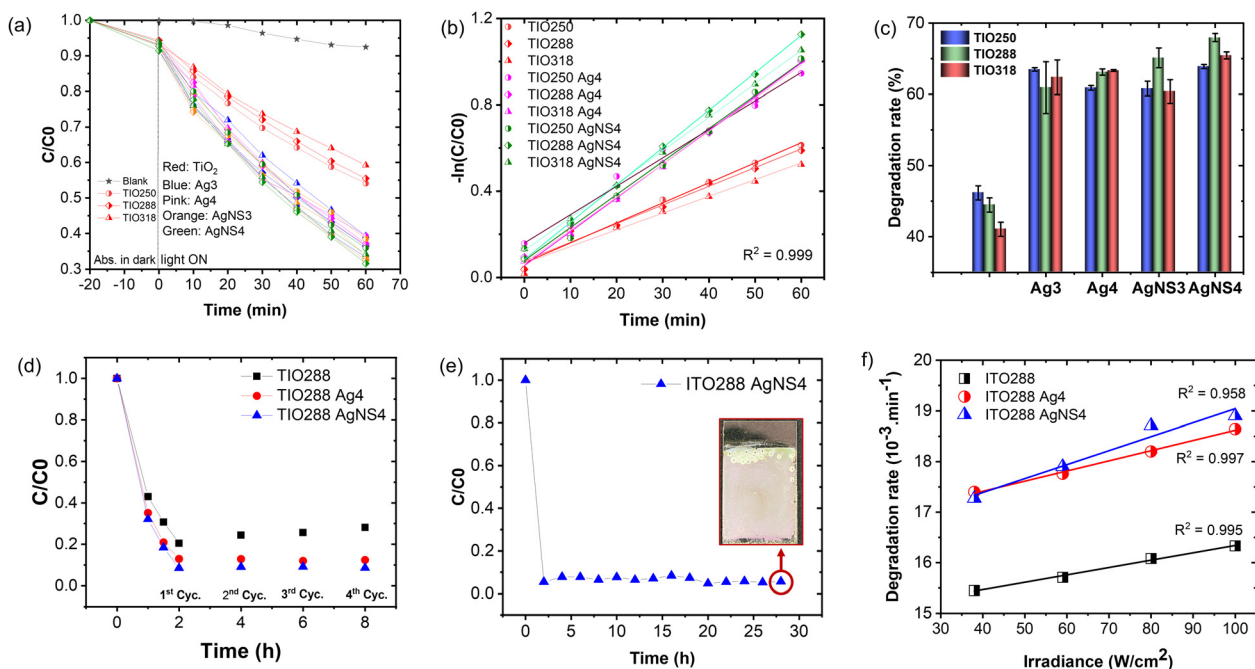 (a)
1.0
0.9
0.8
0.7
0.6
0.5
0.4
0.3
C/C0
Blank
TIO250
TIO288
TIO318
Red: TiO₂
Blue: Ag3
Pink: Ag4
Orange: AgNS3
Green: AgNS4
Abs. in dark light ON
-20 -10 0 10 20 30 40 50 60 70
Time (min)
(b)
1.2
0.8
0.4
0.0
-ln(C/C0)
TIO250
TIO288
TIO318
TIO250 Ag4
TIO288 Ag4
TIO318 Ag4
TIO250 AgNS4
TIO288 AgNS4
TIO318 AgNS4
R² = 0.999
0 10 20 30 40 50 60
Time (min)
(c)
70
60
50
40
Degradation rate (%)
TIO250
TIO288
TIO318
Ag3 Ag4 AgNS3 AgNS4
(d)
1.0
0.8
0.6
0.4
0.2
0.0
C/C0
TIO288
TIO288 Ag4
TIO288 AgNS4
1st Cyc. 2nd Cyc. 3rd Cyc. 4th Cyc.
0 2 4 6 8
Time (h)
(e)
1.0
0.8
0.6
0.4
0.2
0.0
C/C0
ITO288 AgNS4
0 5 10 15 20 25 30
Time (h)
f)
20
19
18
17
16
15
Degradation rate (10⁻³.min⁻¹)
ITO288
ITO288 Ag4
ITO288 AgNS4
R² = 0.958
R² = 0.997
R² = 0.995
30 40 50 60 70 80 90 100
Irradiance (W/cm²)